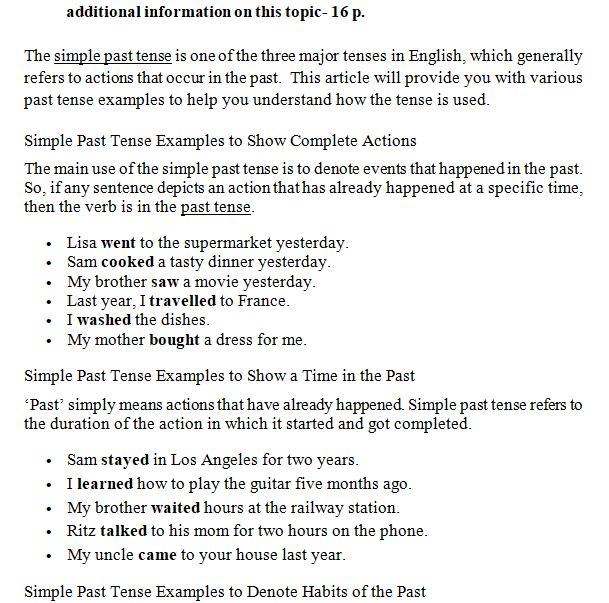 additional information on this topic- 16 p.
The simple past tense is one of the three major tenses in English, which generally
refers to actions that occur in the past.  This article will provide you with various
past tense examples to help you understand how the tense is used.
Simple Past Tense Examples to Show Complete Actions
The main use of the simple past tense is to denote events that happened in the past.
So, if any sentence depicts an action that has already happened at a specific time,
then the verb is in the past tense.
• Lisa went to the supermarket yesterday.
• Sam cooked a tasty dinner yesterday.
• My brother saw a movie yesterday.
• Last year, I travelled to France.
• I washed the dishes.
• My mother bought a dress for me.
Simple Past Tense Examples to Show a Time in the Past
‘Past’ simply means actions that have already happened. Simple past tense refers to
the duration of the action in which it started and got completed.
• Sam stayed in Los Angeles for two years.
• I learned how to play the guitar five months ago.
• My brother waited hours at the railway station.
• Ritz talked to his mom for two hours on the phone.
• My uncle came to your house last year.
Simple Past Tense Examples to Denote Habits of the Past